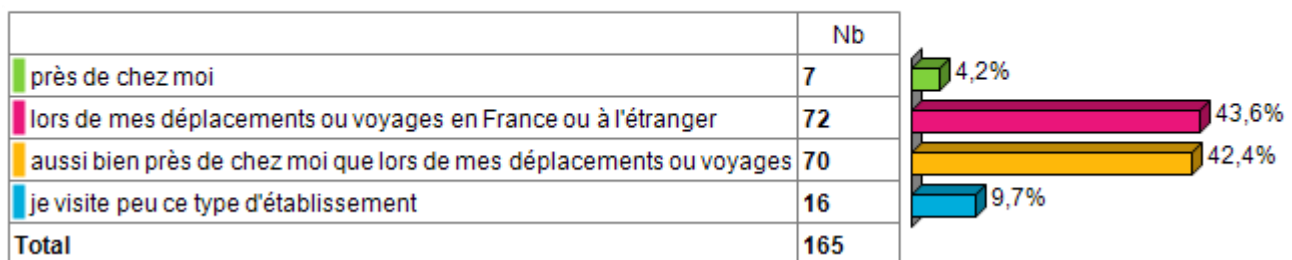 Nb
près de chez moi 7 4,2%
lors de mes déplacements ou voyages en France ou à l'étranger 72 43,6%
aussi bien près de chez moi que lors de mes déplacements ou voyages 70 42,4%
je visite peu ce type d'établissement 16 9,7%
Total 165